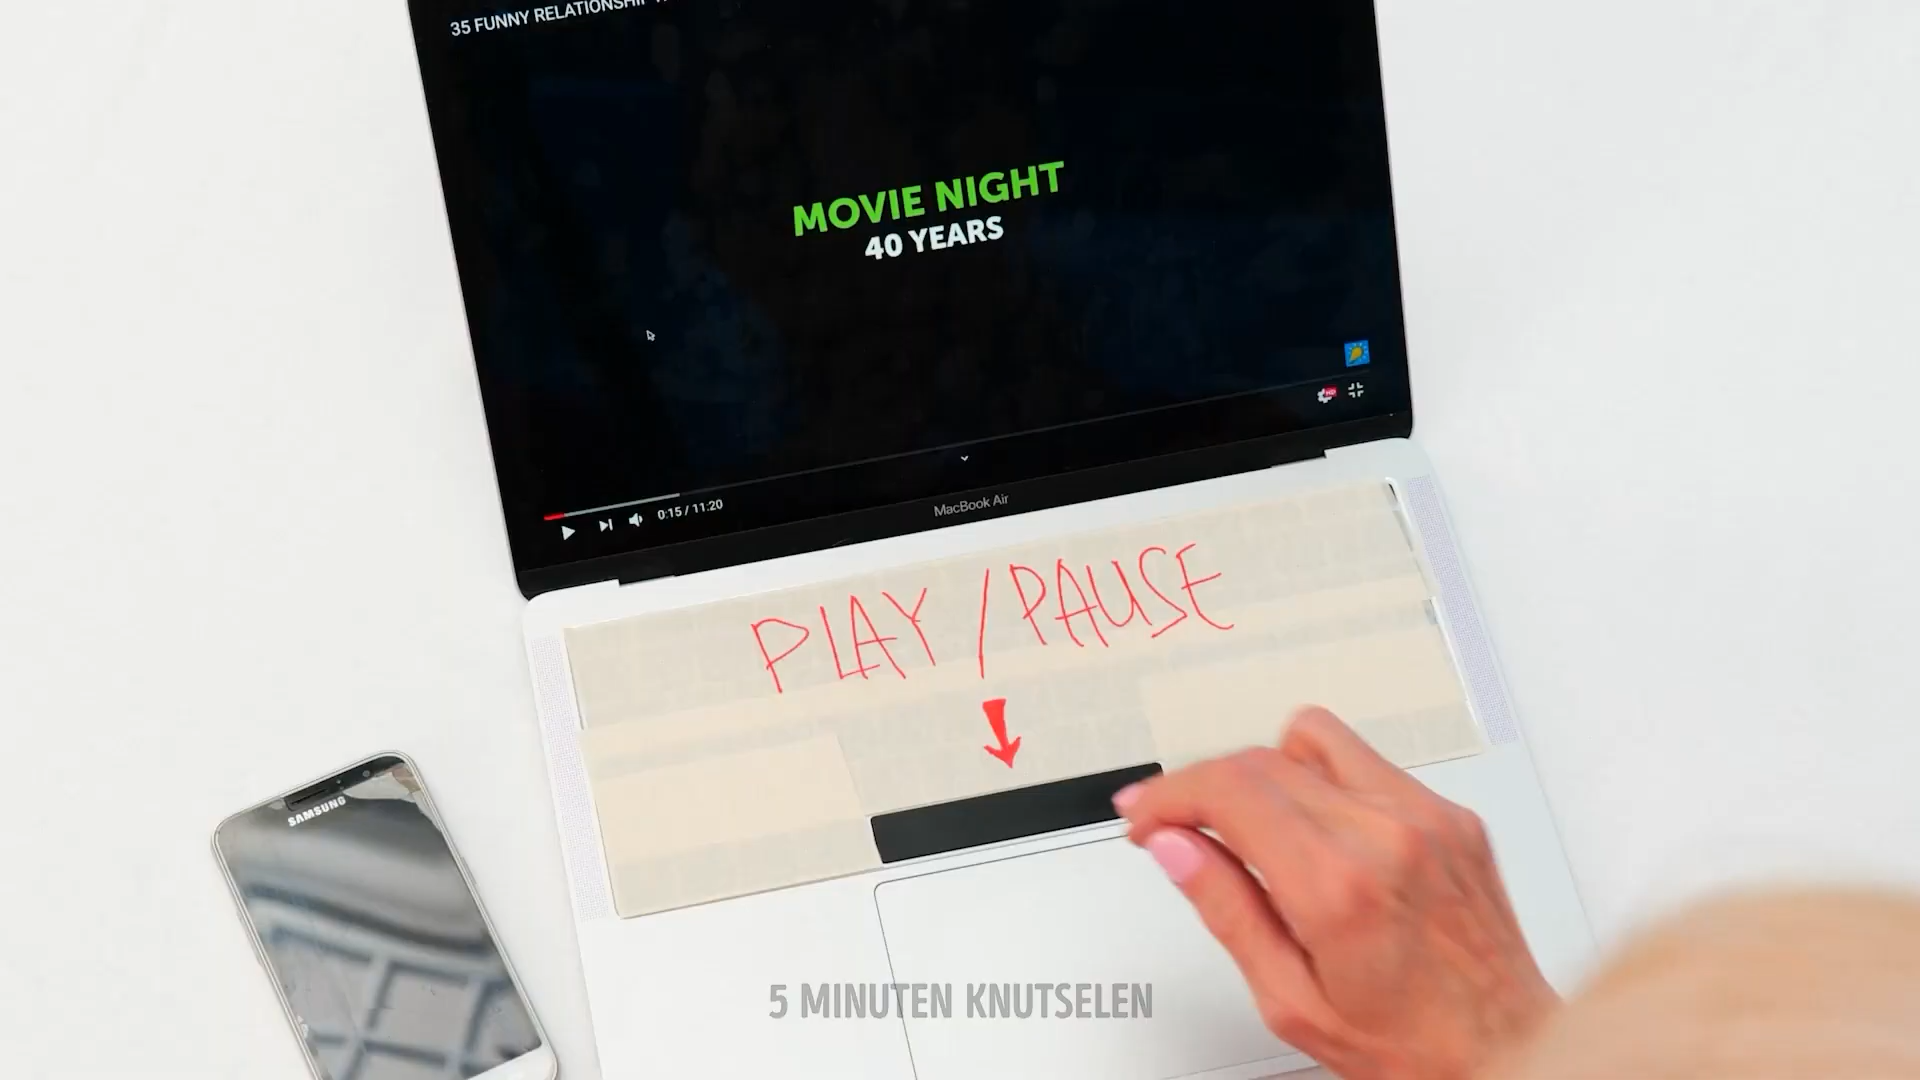 35 FUNNY RELATIONSHIP
MOVIE NIGHT
40 YEARS
HD
0:15 / 11:20
MacBook Air
PLAY / PAUSE
SAMSUNG
5 MINUTEN KNUTSELEN